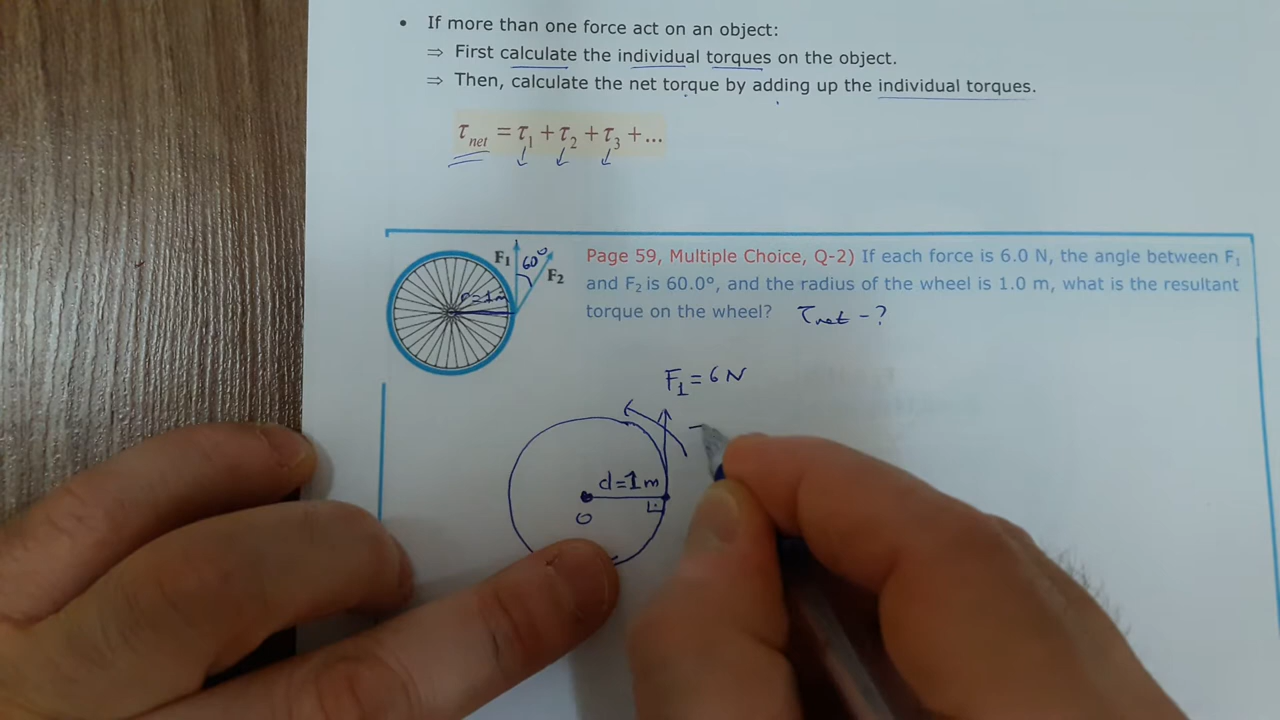 • If more than one force act on an object:
⇒ First calculate the individual torques on the object.
⇒ Then, calculate the net torque by adding up the individual torques.
τnet = τ1 + τ2 + τ3 + ...
F1 60° F2
r=1m
Page 59, Multiple Choice, Q-2) If each force is 6.0 N, the angle between F1
and F2 is 60.0°, and the radius of the wheel is 1.0 m, what is the resultant
torque on the wheel? τnet - ?
F1 = 6 N
d=1m
O